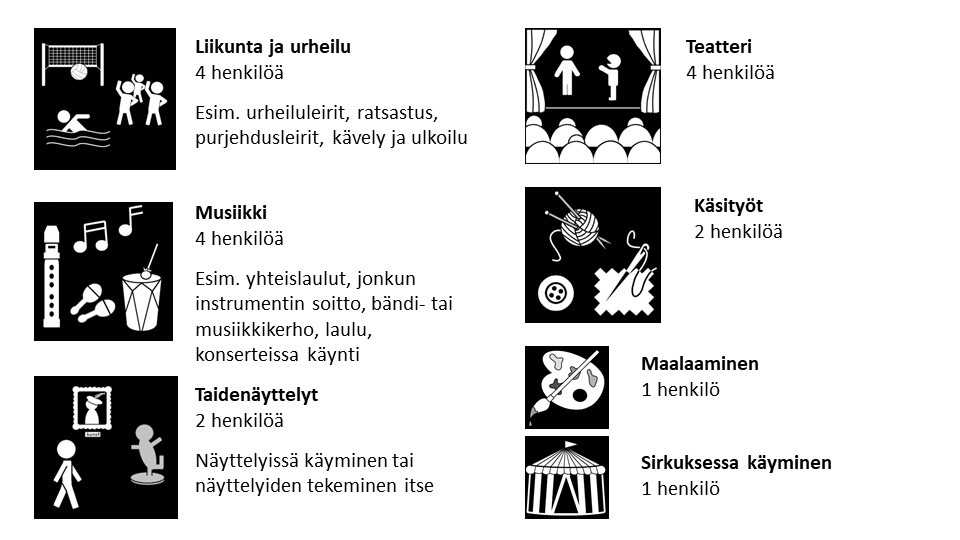 Liikunta ja urheilu
4 henkilöä
Esim. urheiluleirit, ratsastus,
purjehdusleirit, kävely ja ulkoilu
Musiikki
4 henkilöä
Esim. yhteislaulut, jonkun
instrumentin soitto, bändi- tai
musiikkikerho, laulu,
konserteissa käynti
Taidenäyttelyt
2 henkilöä
Näyttelyissä käyminen tai
näyttelyiden tekeminen itse
Teatteri
4 henkilöä
Käsityöt
2 henkilöä
Maalaaminen
1 henkilö
Sirkuksessa käyminen
1 henkilö